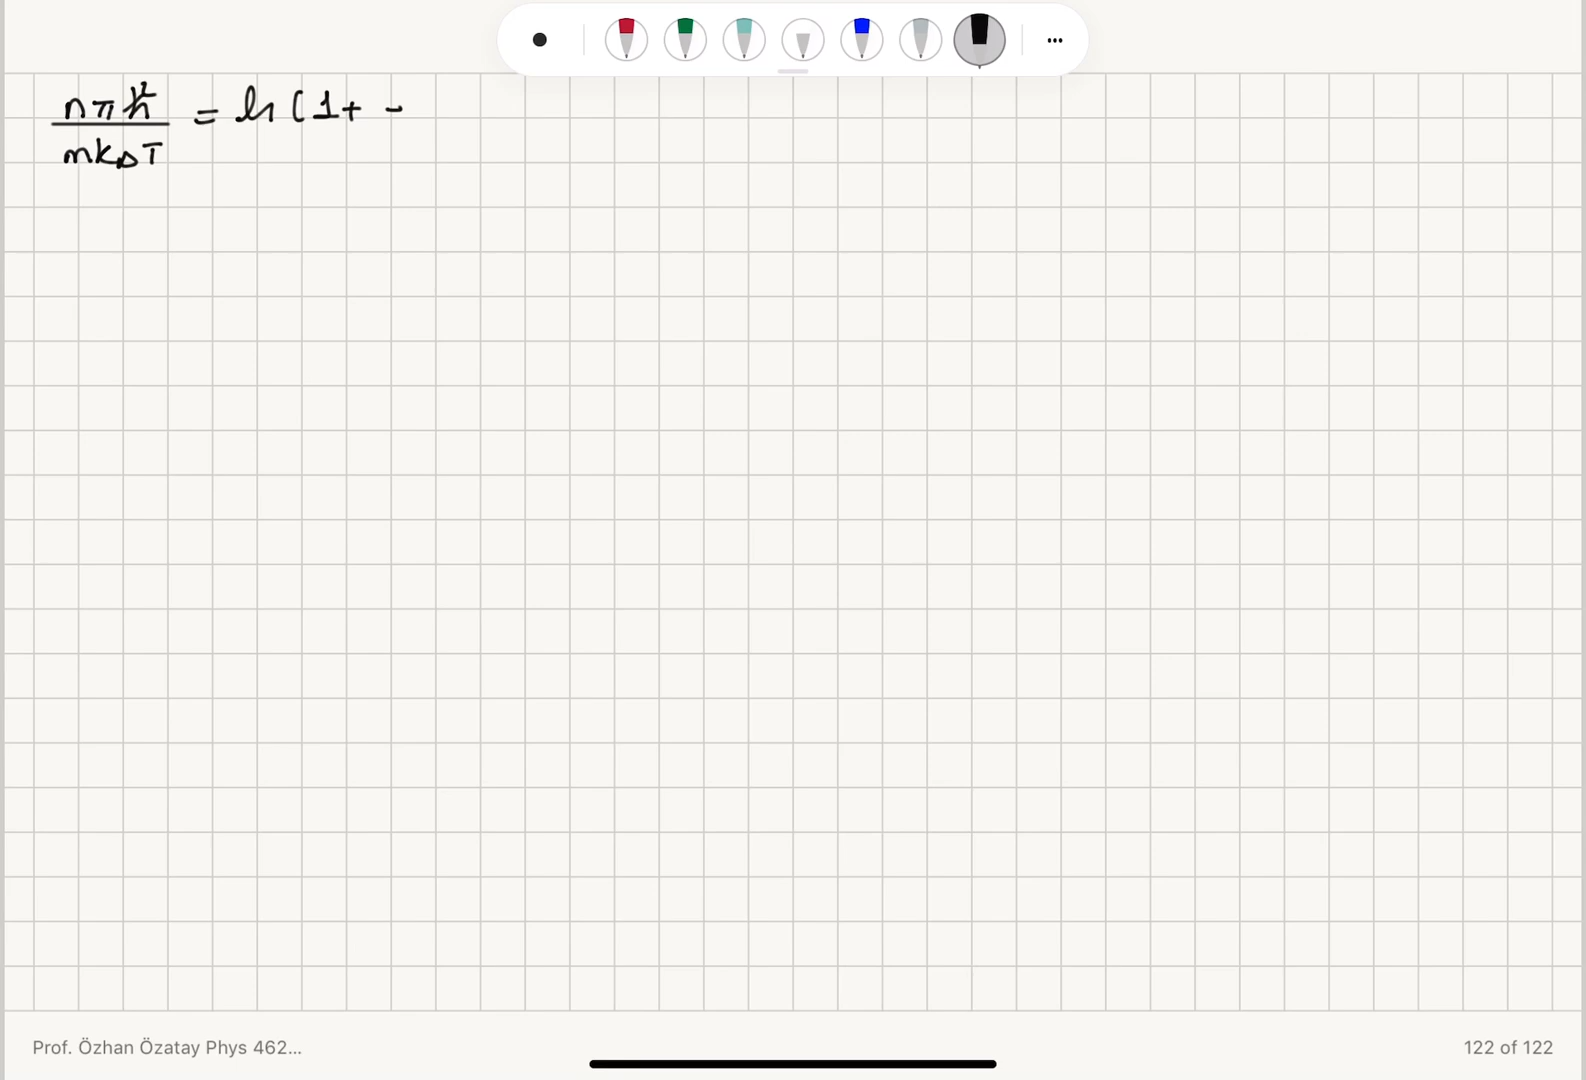 nπħ²/mk_BT = ln(1+ -
Prof. Özhan Özatay Phys 462...
122 of 122